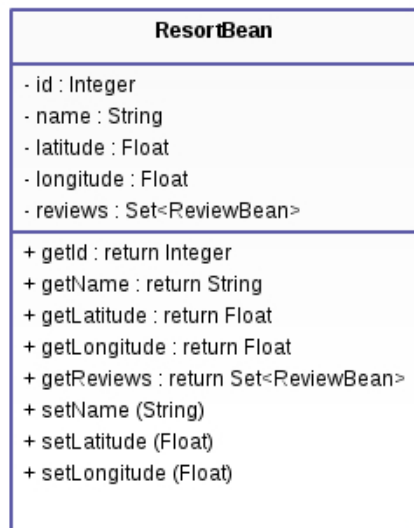 ResortBean
- id : Integer
- name : String
- latitude : Float
- longitude : Float
- reviews : Set<ReviewBean>
+ getId : return Integer
+ getName : return String
+ getLatitude : return Float
+ getLongitude : return Float
+ getReviews : return Set<ReviewBean>
+ setName (String)
+ setLatitude (Float)
+ setLongitude (Float)